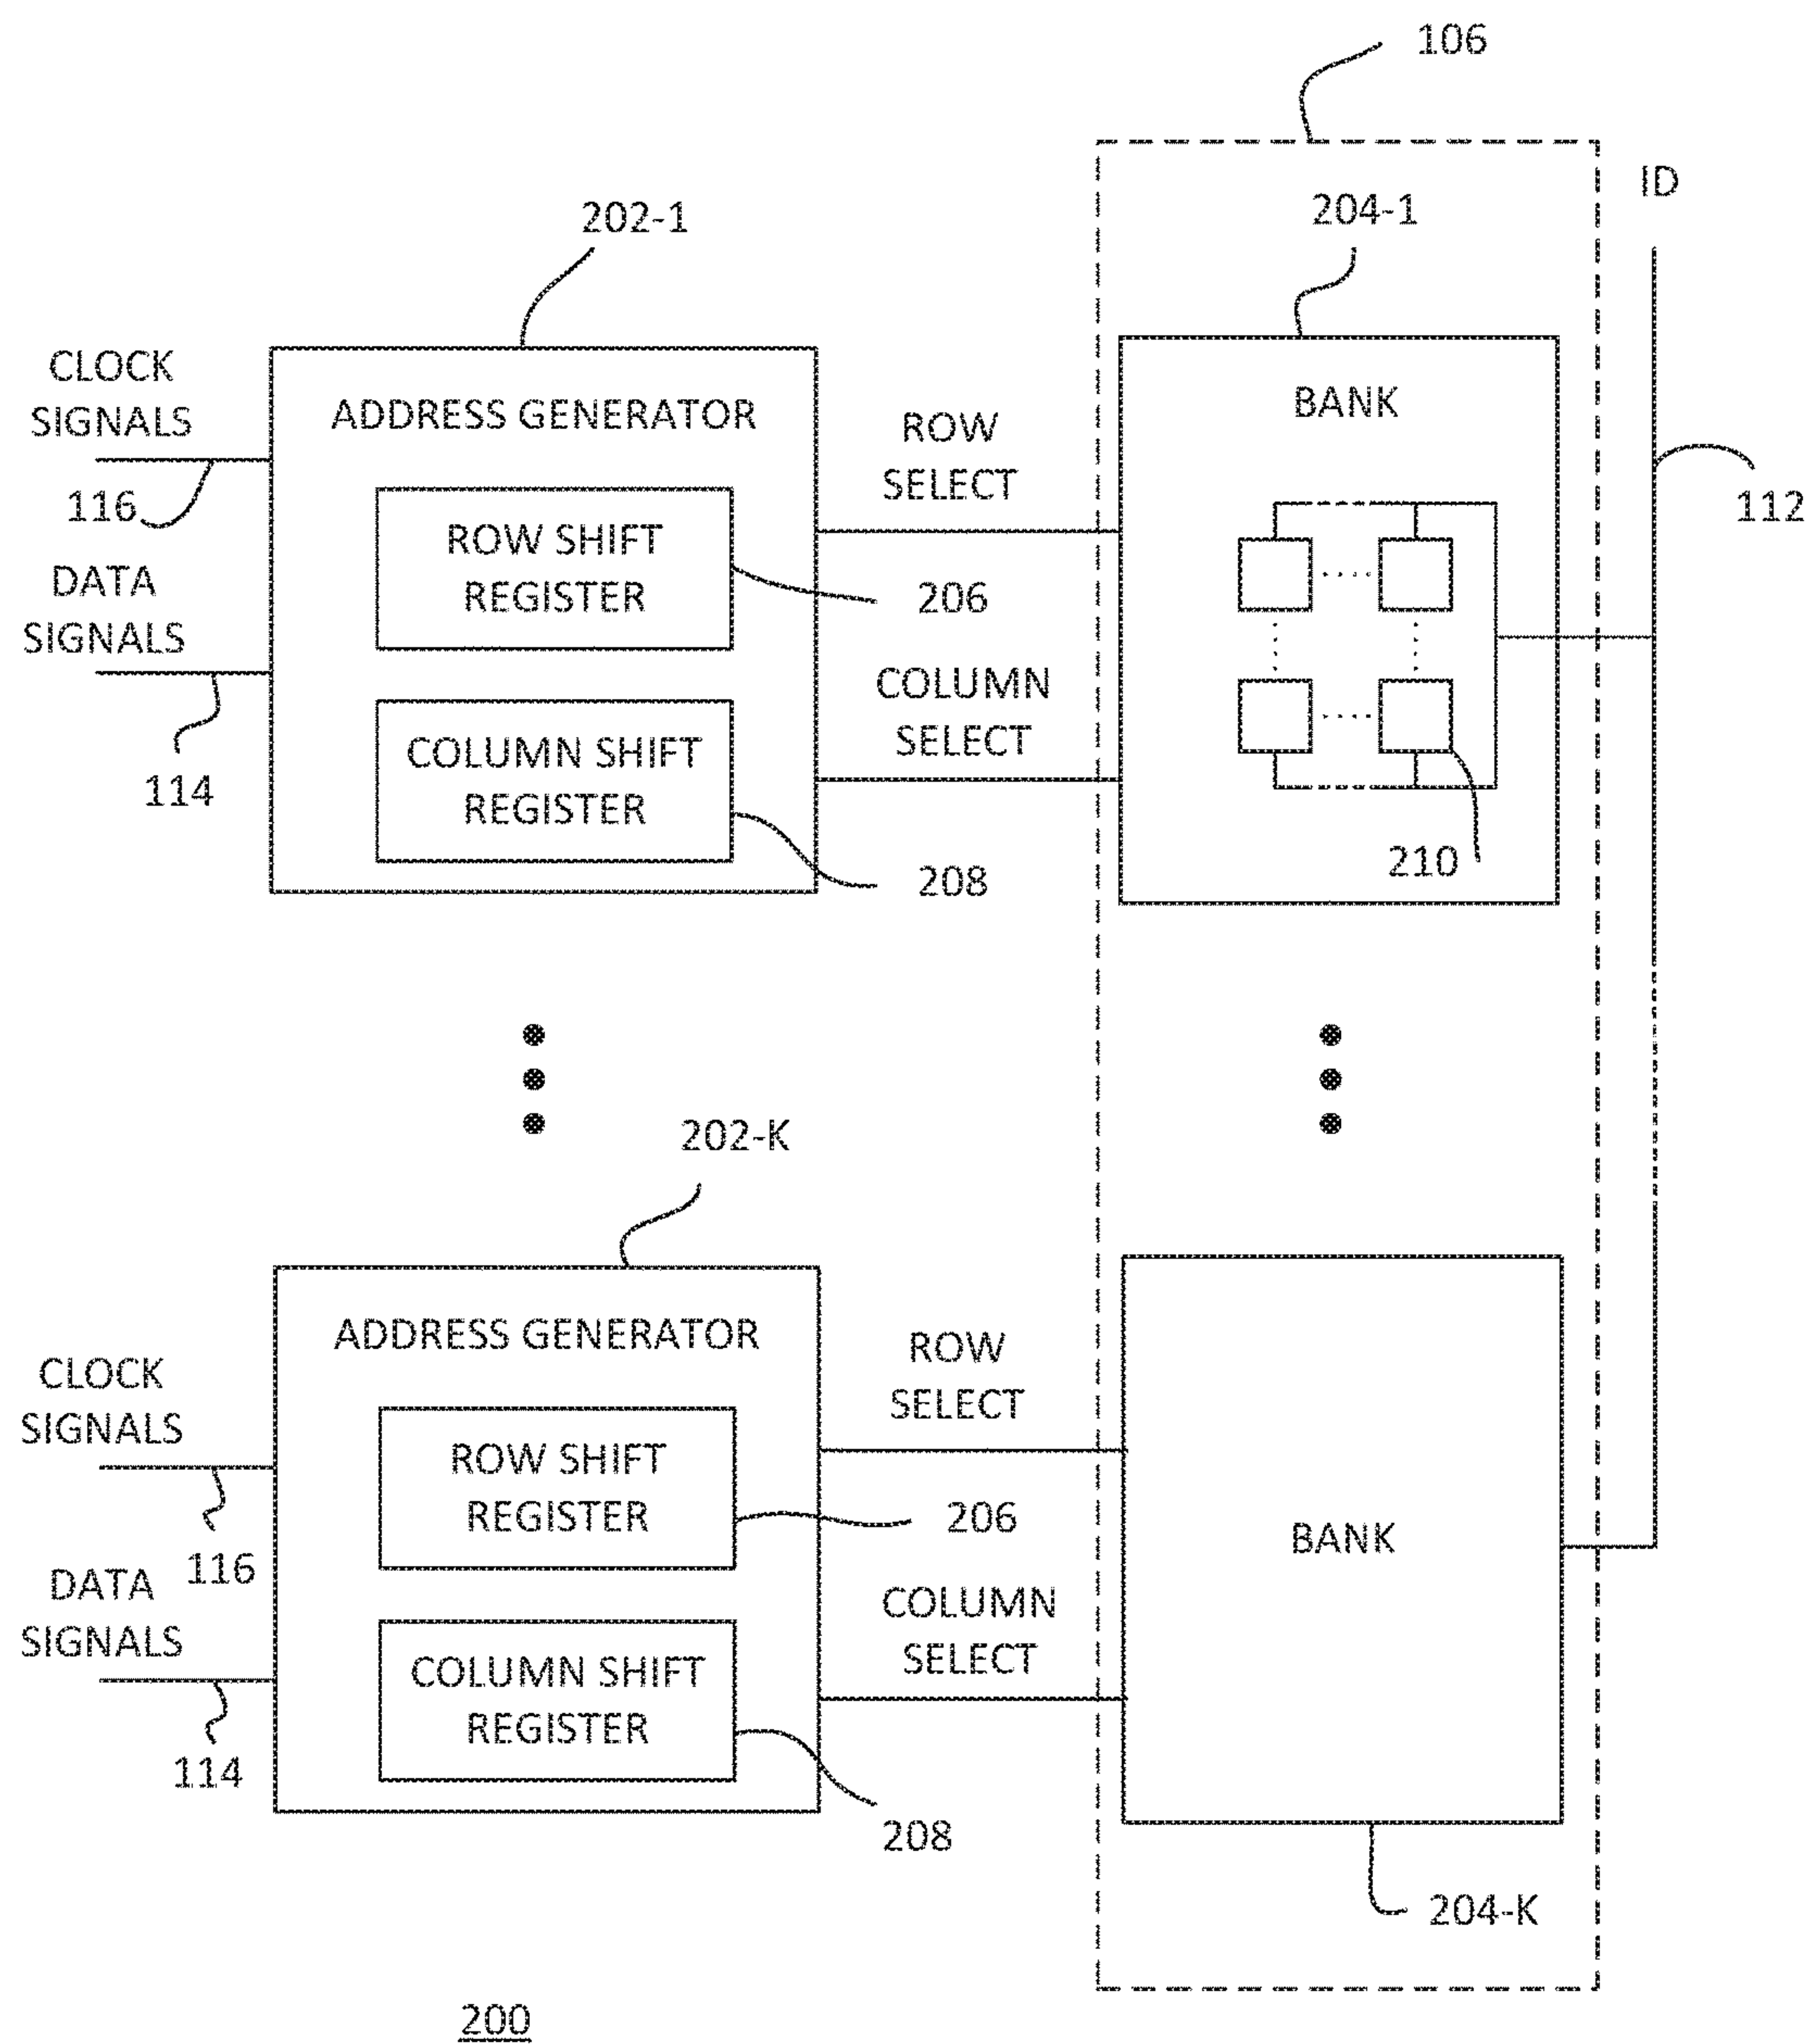 106
ID
202-1
204-1
CLOCK
SIGNALS
116
DATA
SIGNALS
114
ADDRESS GENERATOR
ROW SHIFT
REGISTER
206
COLUMN SHIFT
REGISTER
208
ROW
SELECT
COLUMN
SELECT
BANK
210
112
202-K
CLOCK
SIGNALS
116
DATA
SIGNALS
114
ADDRESS GENERATOR
ROW SHIFT
REGISTER
206
COLUMN SHIFT
REGISTER
208
ROW
SELECT
COLUMN
SELECT
BANK
204-K
200